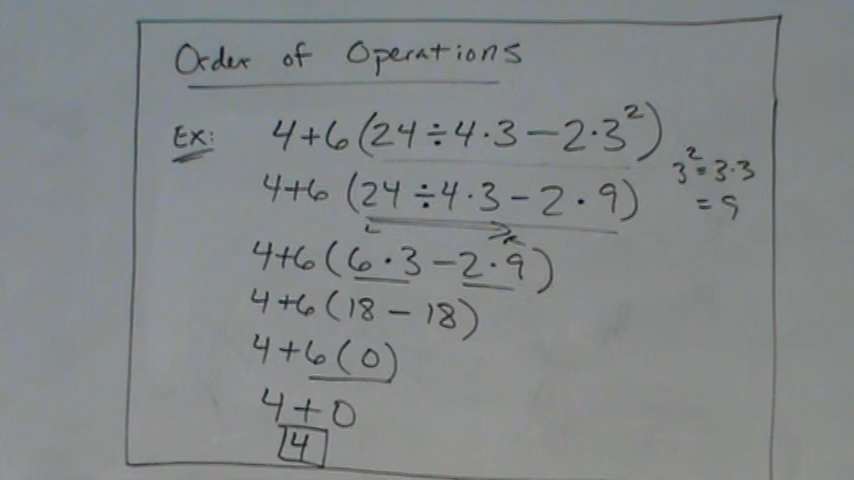 Order of Operations
Ex: 4+6(24÷4·3−2·3²)
3²=3·3
=9
4+6(24÷4·3−2·9)
L R
4+6(6·3−2·9)
4+6(18−18)
4+6(0)
4+0
4